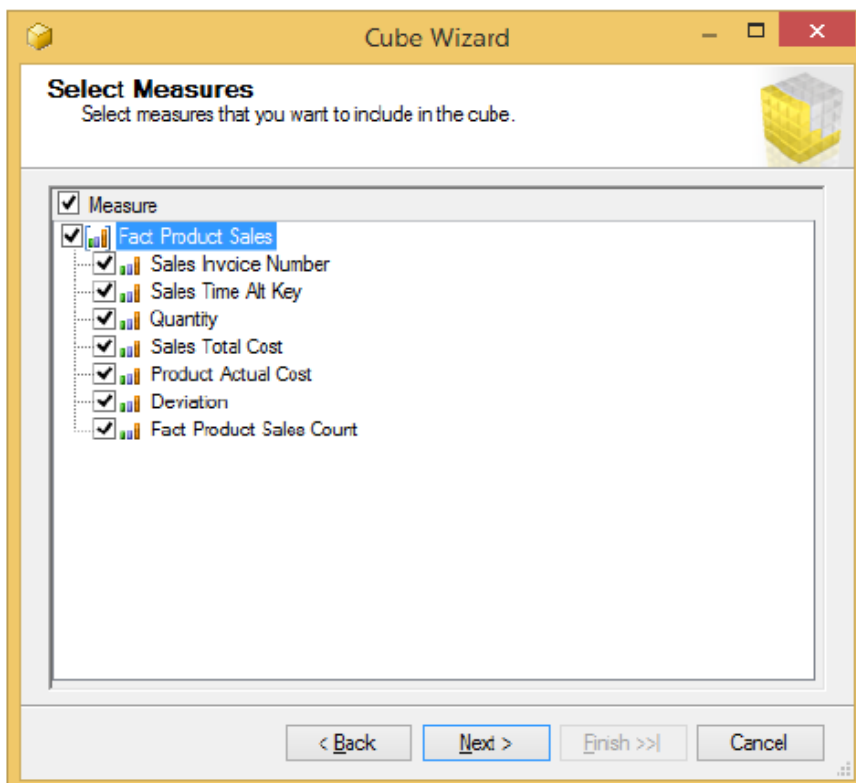 Cube Wizard
Select Measures
Select measures that you want to include in the cube.
Measure
Fact Product Sales
Sales Invoice Number
Sales Time Alt Key
Quantity
Sales Total Cost
Product Actual Cost
Deviation
Fact Product Sales Count
< Back Next > Finish >>| Cancel